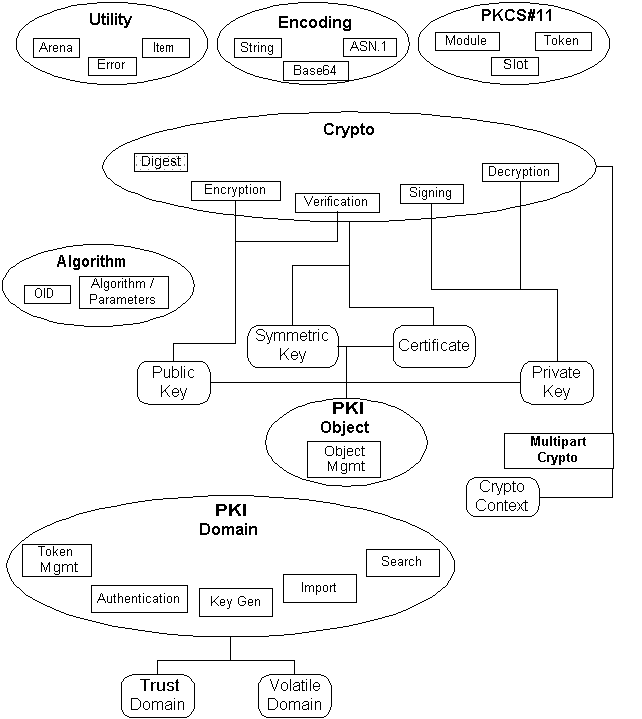 Utility
Arena
Item
Error
Encoding
String
ASN.1
Base64
PKCS#11
Module
Token
Slot
Crypto
Digest
Encryption
Verification
Signing
Decryption
Algorithm
OID
Algorithm /
Parameters
Symmetric
Key
Certificate
Public
Key
Private
Key
PKI
Object
Object
Mgmt
Multipart
Crypto
Crypto
Context
PKI
Domain
Token
Mgmt
Authentication
Key Gen
Import
Search
Trust
Domain
Volatile
Domain